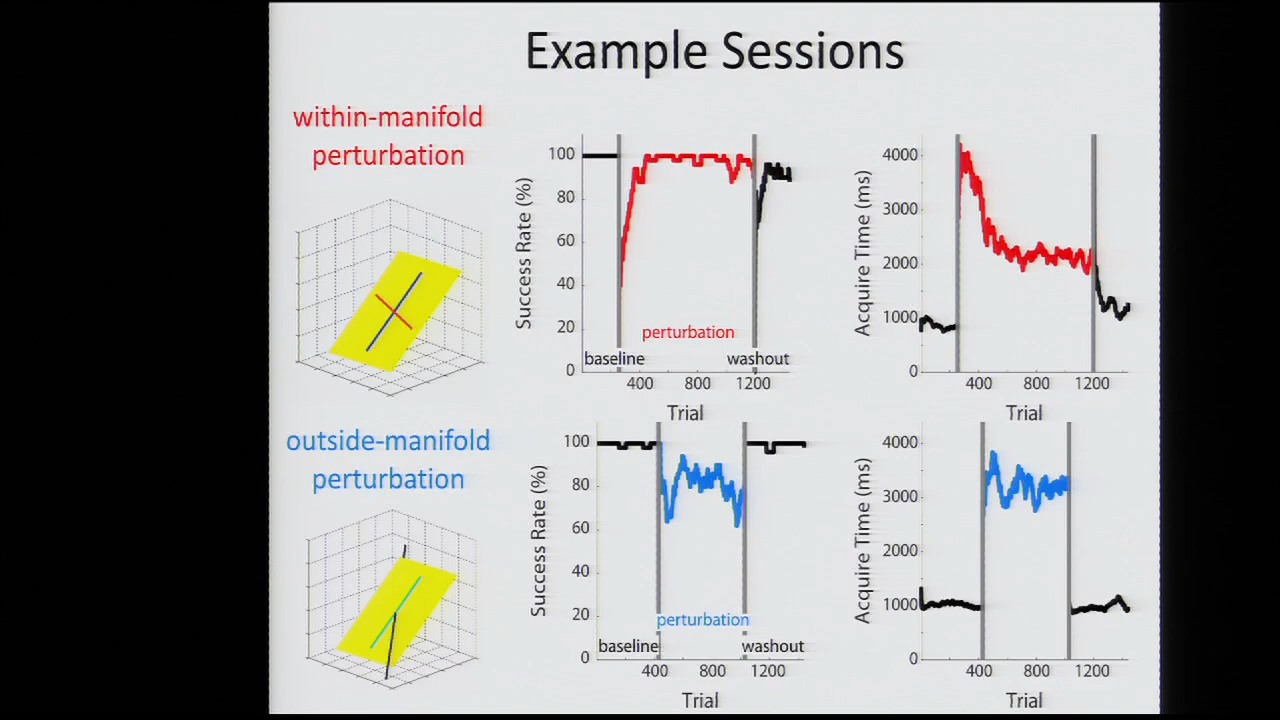 Example Sessions
within-manifold
perturbation
Success Rate (%)
100
80
60
40
20
0
perturbation
baseline
washout
400
800
1200
Trial
Acquire Time (ms)
4000
3000
2000
1000
0
400
800
1200
Trial
outside-manifold
perturbation
Success Rate (%)
100
80
60
40
20
0
perturbation
baseline
washout
400
800
1200
Trial
Acquire Time (ms)
4000
3000
2000
1000
0
400
800
1200
Trial